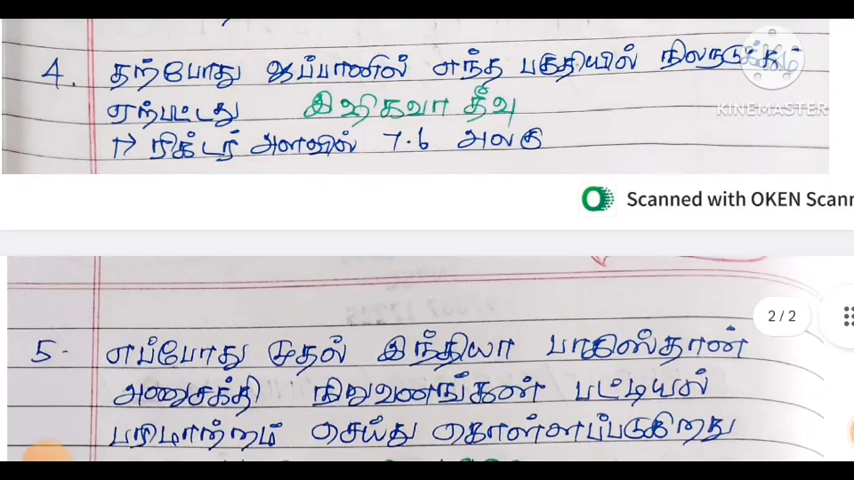 4. தற்போது ஜப்பானில் எந்த பகுதியில் நிலநடுக்கம்
ஏற்பட்டது இஷிகவா தீவு
KINEMASTER
↦ ரிக்டர் அளவில் 7.6 அலகு
Scanned with OKEN Scann
2/2
5. எப்போது முதல் இந்தியா பாகிஸ்தான்
அணுசக்தி நிறுவனங்கள் பட்டியல்
பரிமாற்றம் செய்து கொள்ளப்படுகிறது